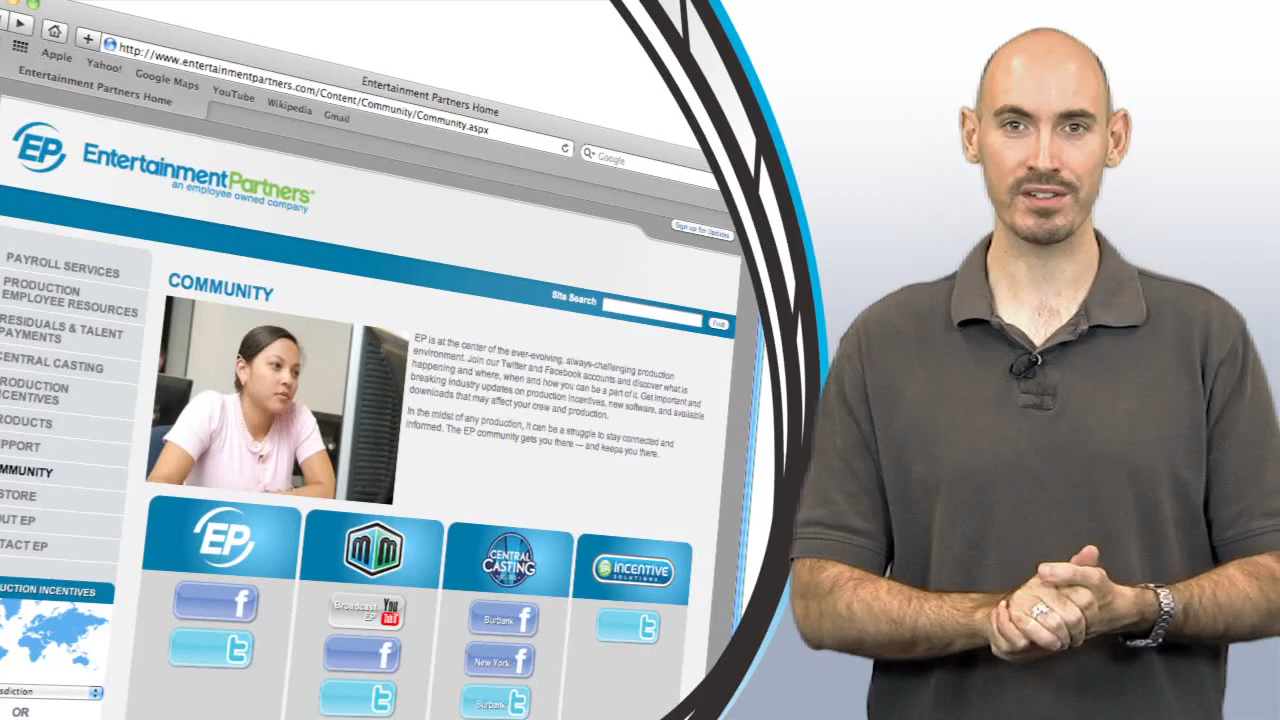 Entertainment Partners Home
http://www.entertainmentpartners.com/Content/Community/Community.aspx
Google
Apple Yahoo! Google Maps YouTube Wikipedia Gmail
Entertainment Partners Home
EP EntertainmentPartners
an employee owned company
Sign up for Updates
Site Search
Find
PAYROLL SERVICES
PRODUCTION
EMPLOYEE RESOURCES
RESIDUALS & TALENT
PAYMENTS
CENTRAL CASTING
RODUCTION
NCENTIVES
RODUCTS
PPORT
MMUNITY
STORE
OUT EP
TACT EP
UCTION INCENTIVES
sdiction
OR
COMMUNITY
EP is at the center of the ever-evolving, always-challenging production
environment. Join our Twitter and Facebook accounts and discover what is
happening and where, when and how you can be a part of it. Get important and
breaking industry updates on production incentives, new software, and available
downloads that may affect your crew and production.
In the midst of any production, it can be a struggle to stay connected and
informed. The EP community gets you there — and keeps you there.
EP
f
t
MM
Broadcast
EP
You
Tube
f
t
CENTRAL
CASTING
Burbank f
New York f
Burbank t
INCENTIVE
SOLUTIONS
t